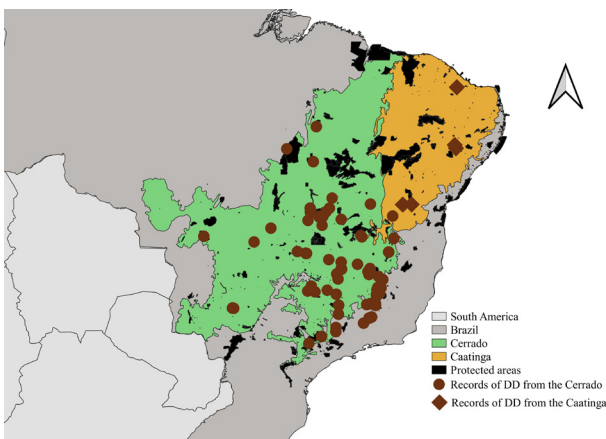 South America
Brazil
Cerrado
Caatinga
Protected areas
Records of DD from the Cerrado
Records of DD from the Caatinga